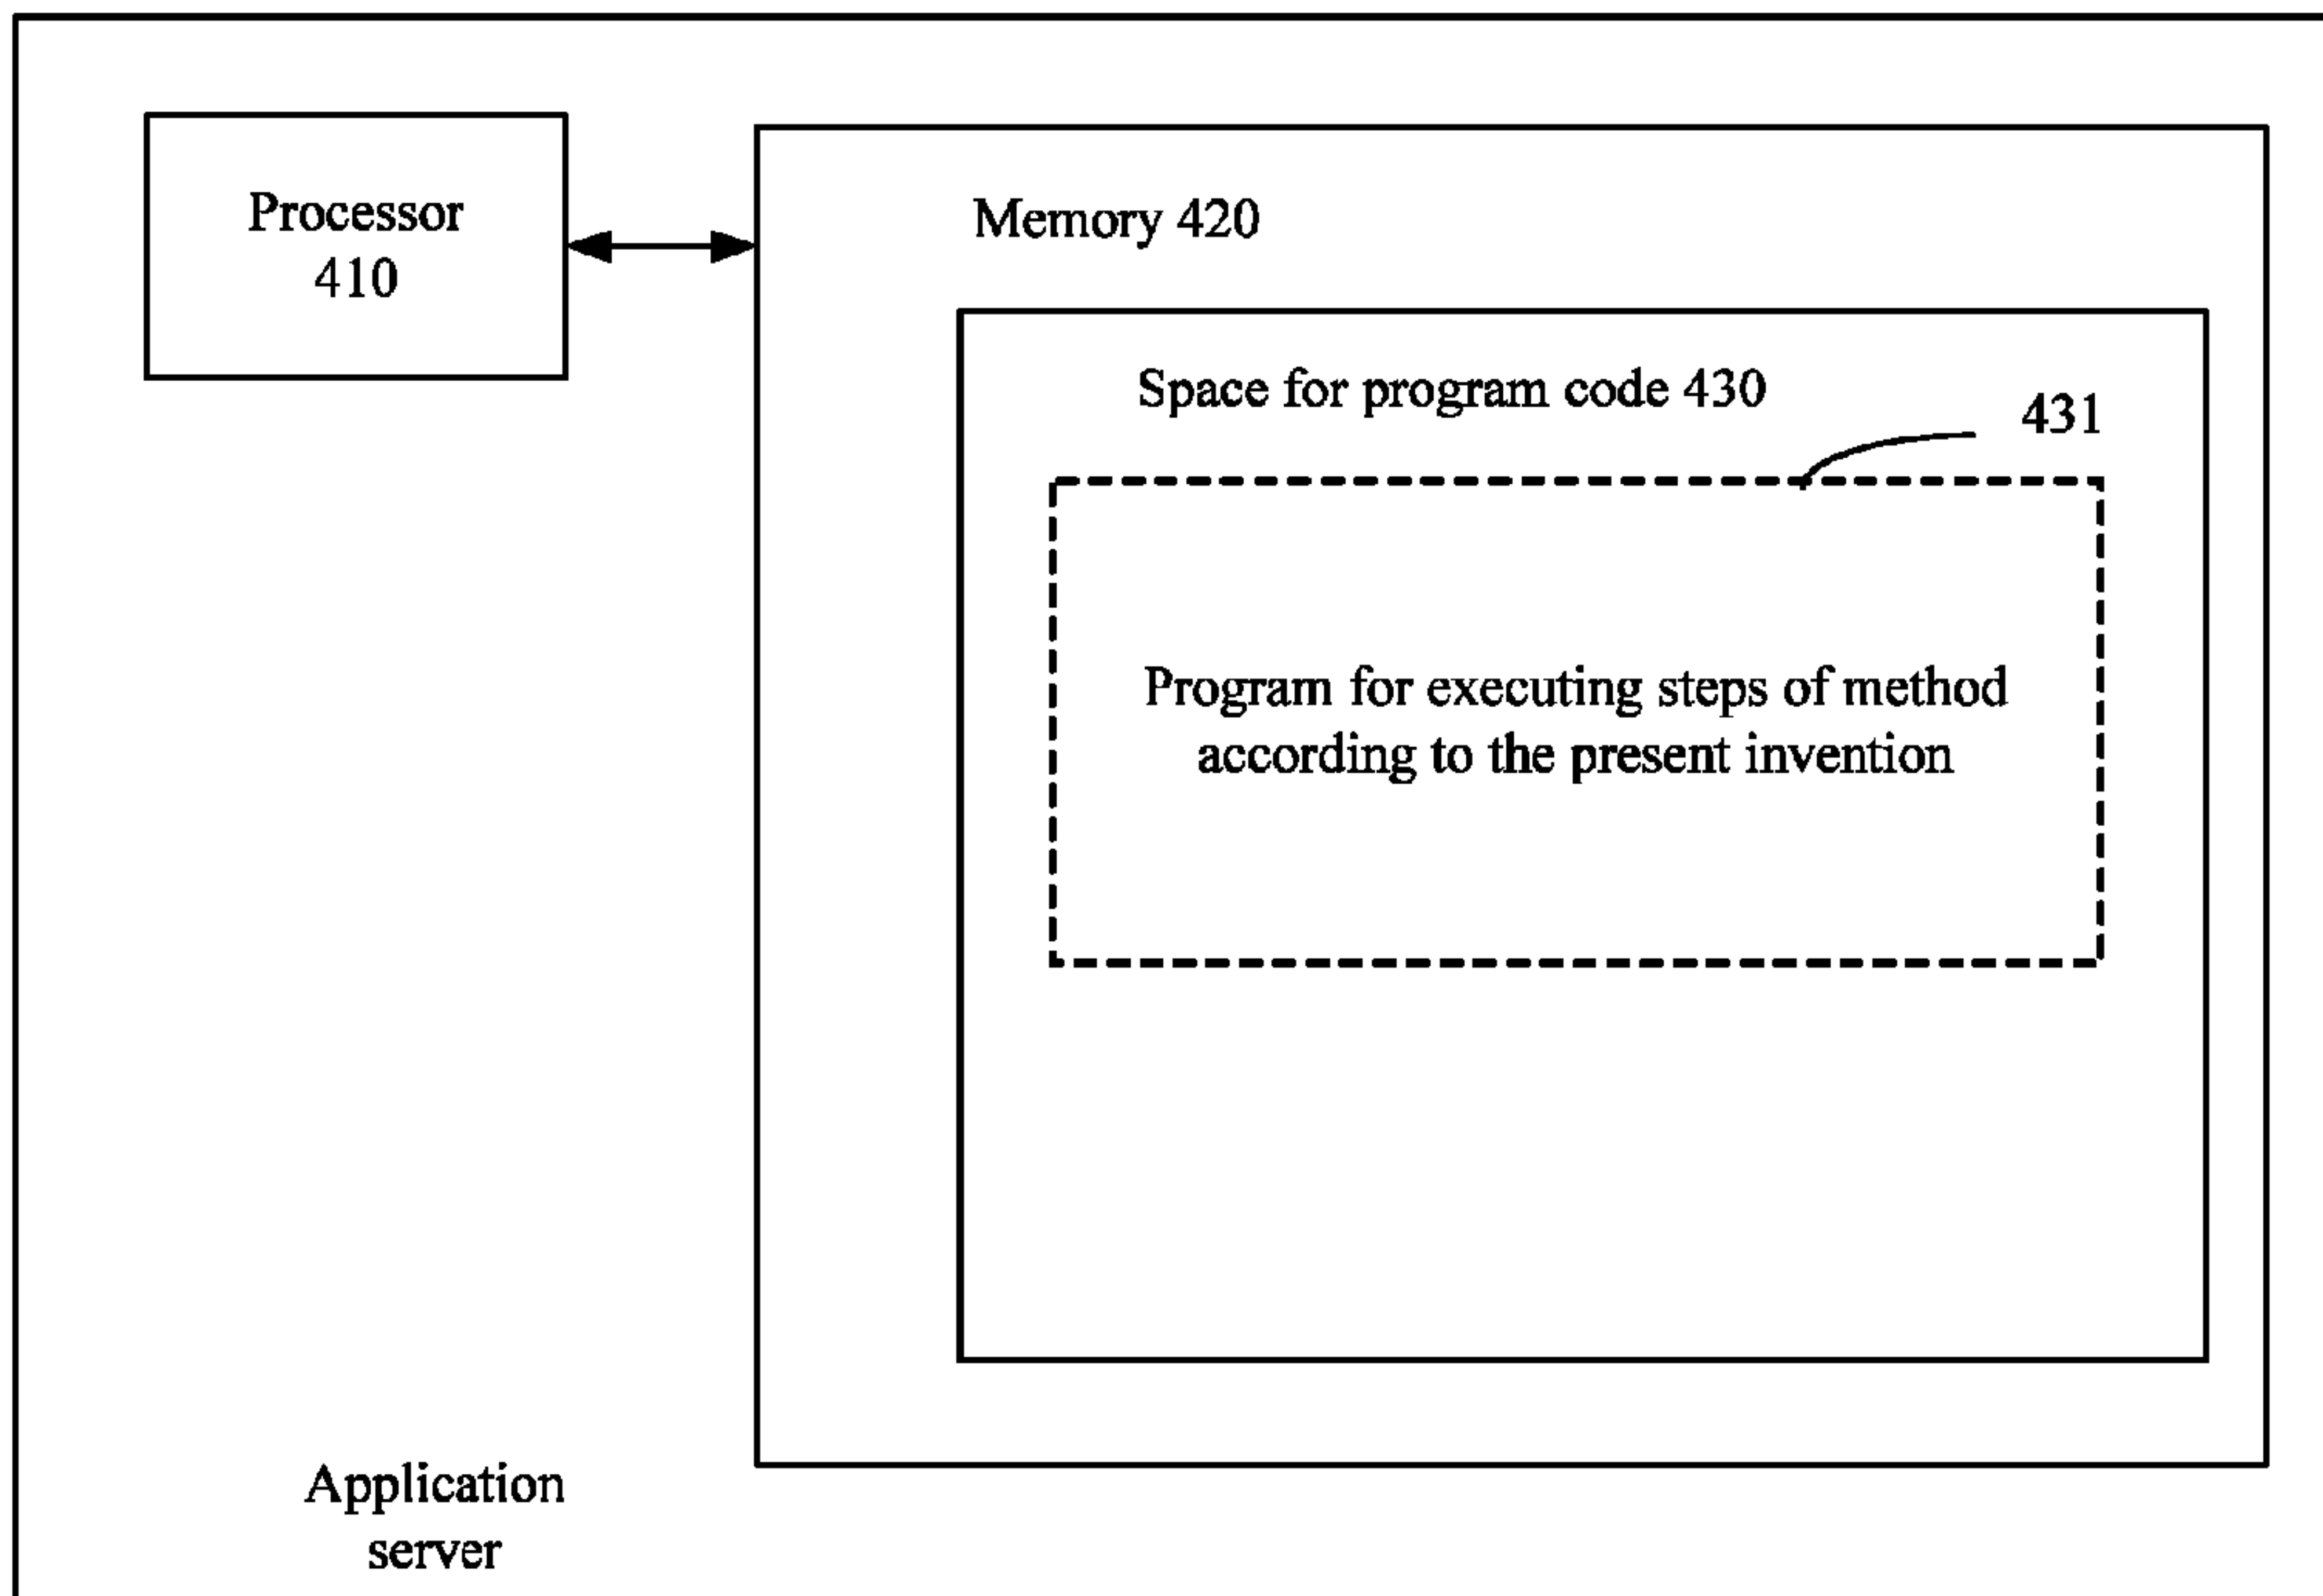 Processor
410
Memory 420
Space for program code 430
431
Program for executing steps of method
according to the present invention
Application
server